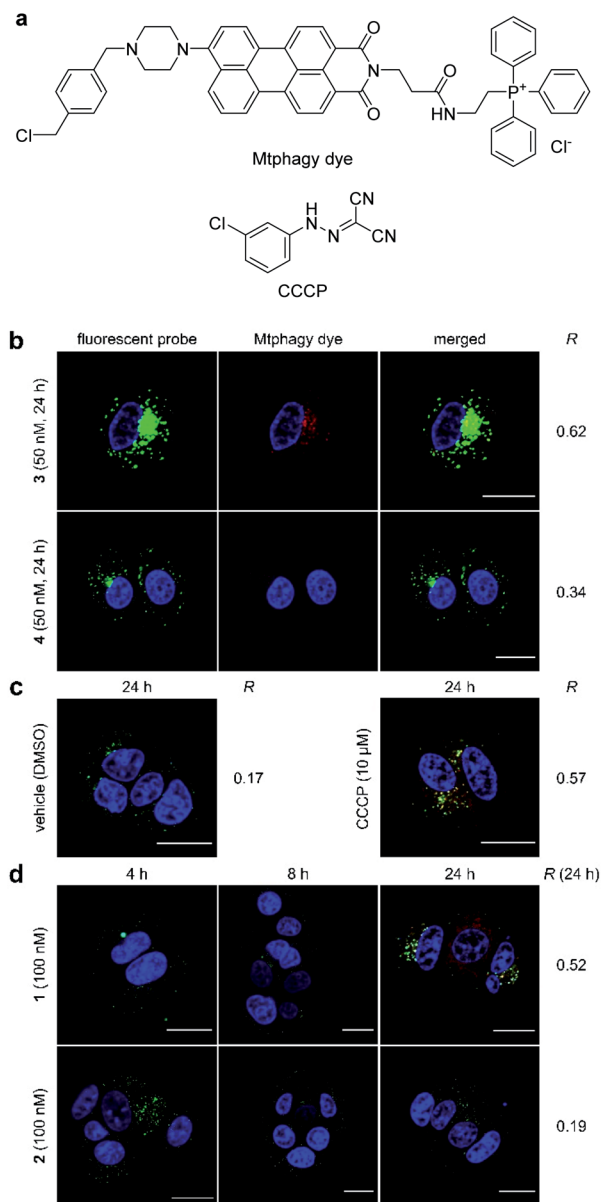 a
N
N
O
N
O
O
N
H
P+
Cl
Cl-
Mtphagy dye
Cl
H
N
N
CN
CN
CCCP
b fluorescent probe Mtphagy dye merged R
3 (50 nM, 24 h)
0.62
4 (50 nM, 24 h)
0.34
c 24 h R 24 h R
vehicle (DMSO)
0.17
CCCP (10 µM)
0.57
d 4 h 8 h 24 h R (24 h)
1 (100 nM)
0.52
2 (100 nM)
0.19